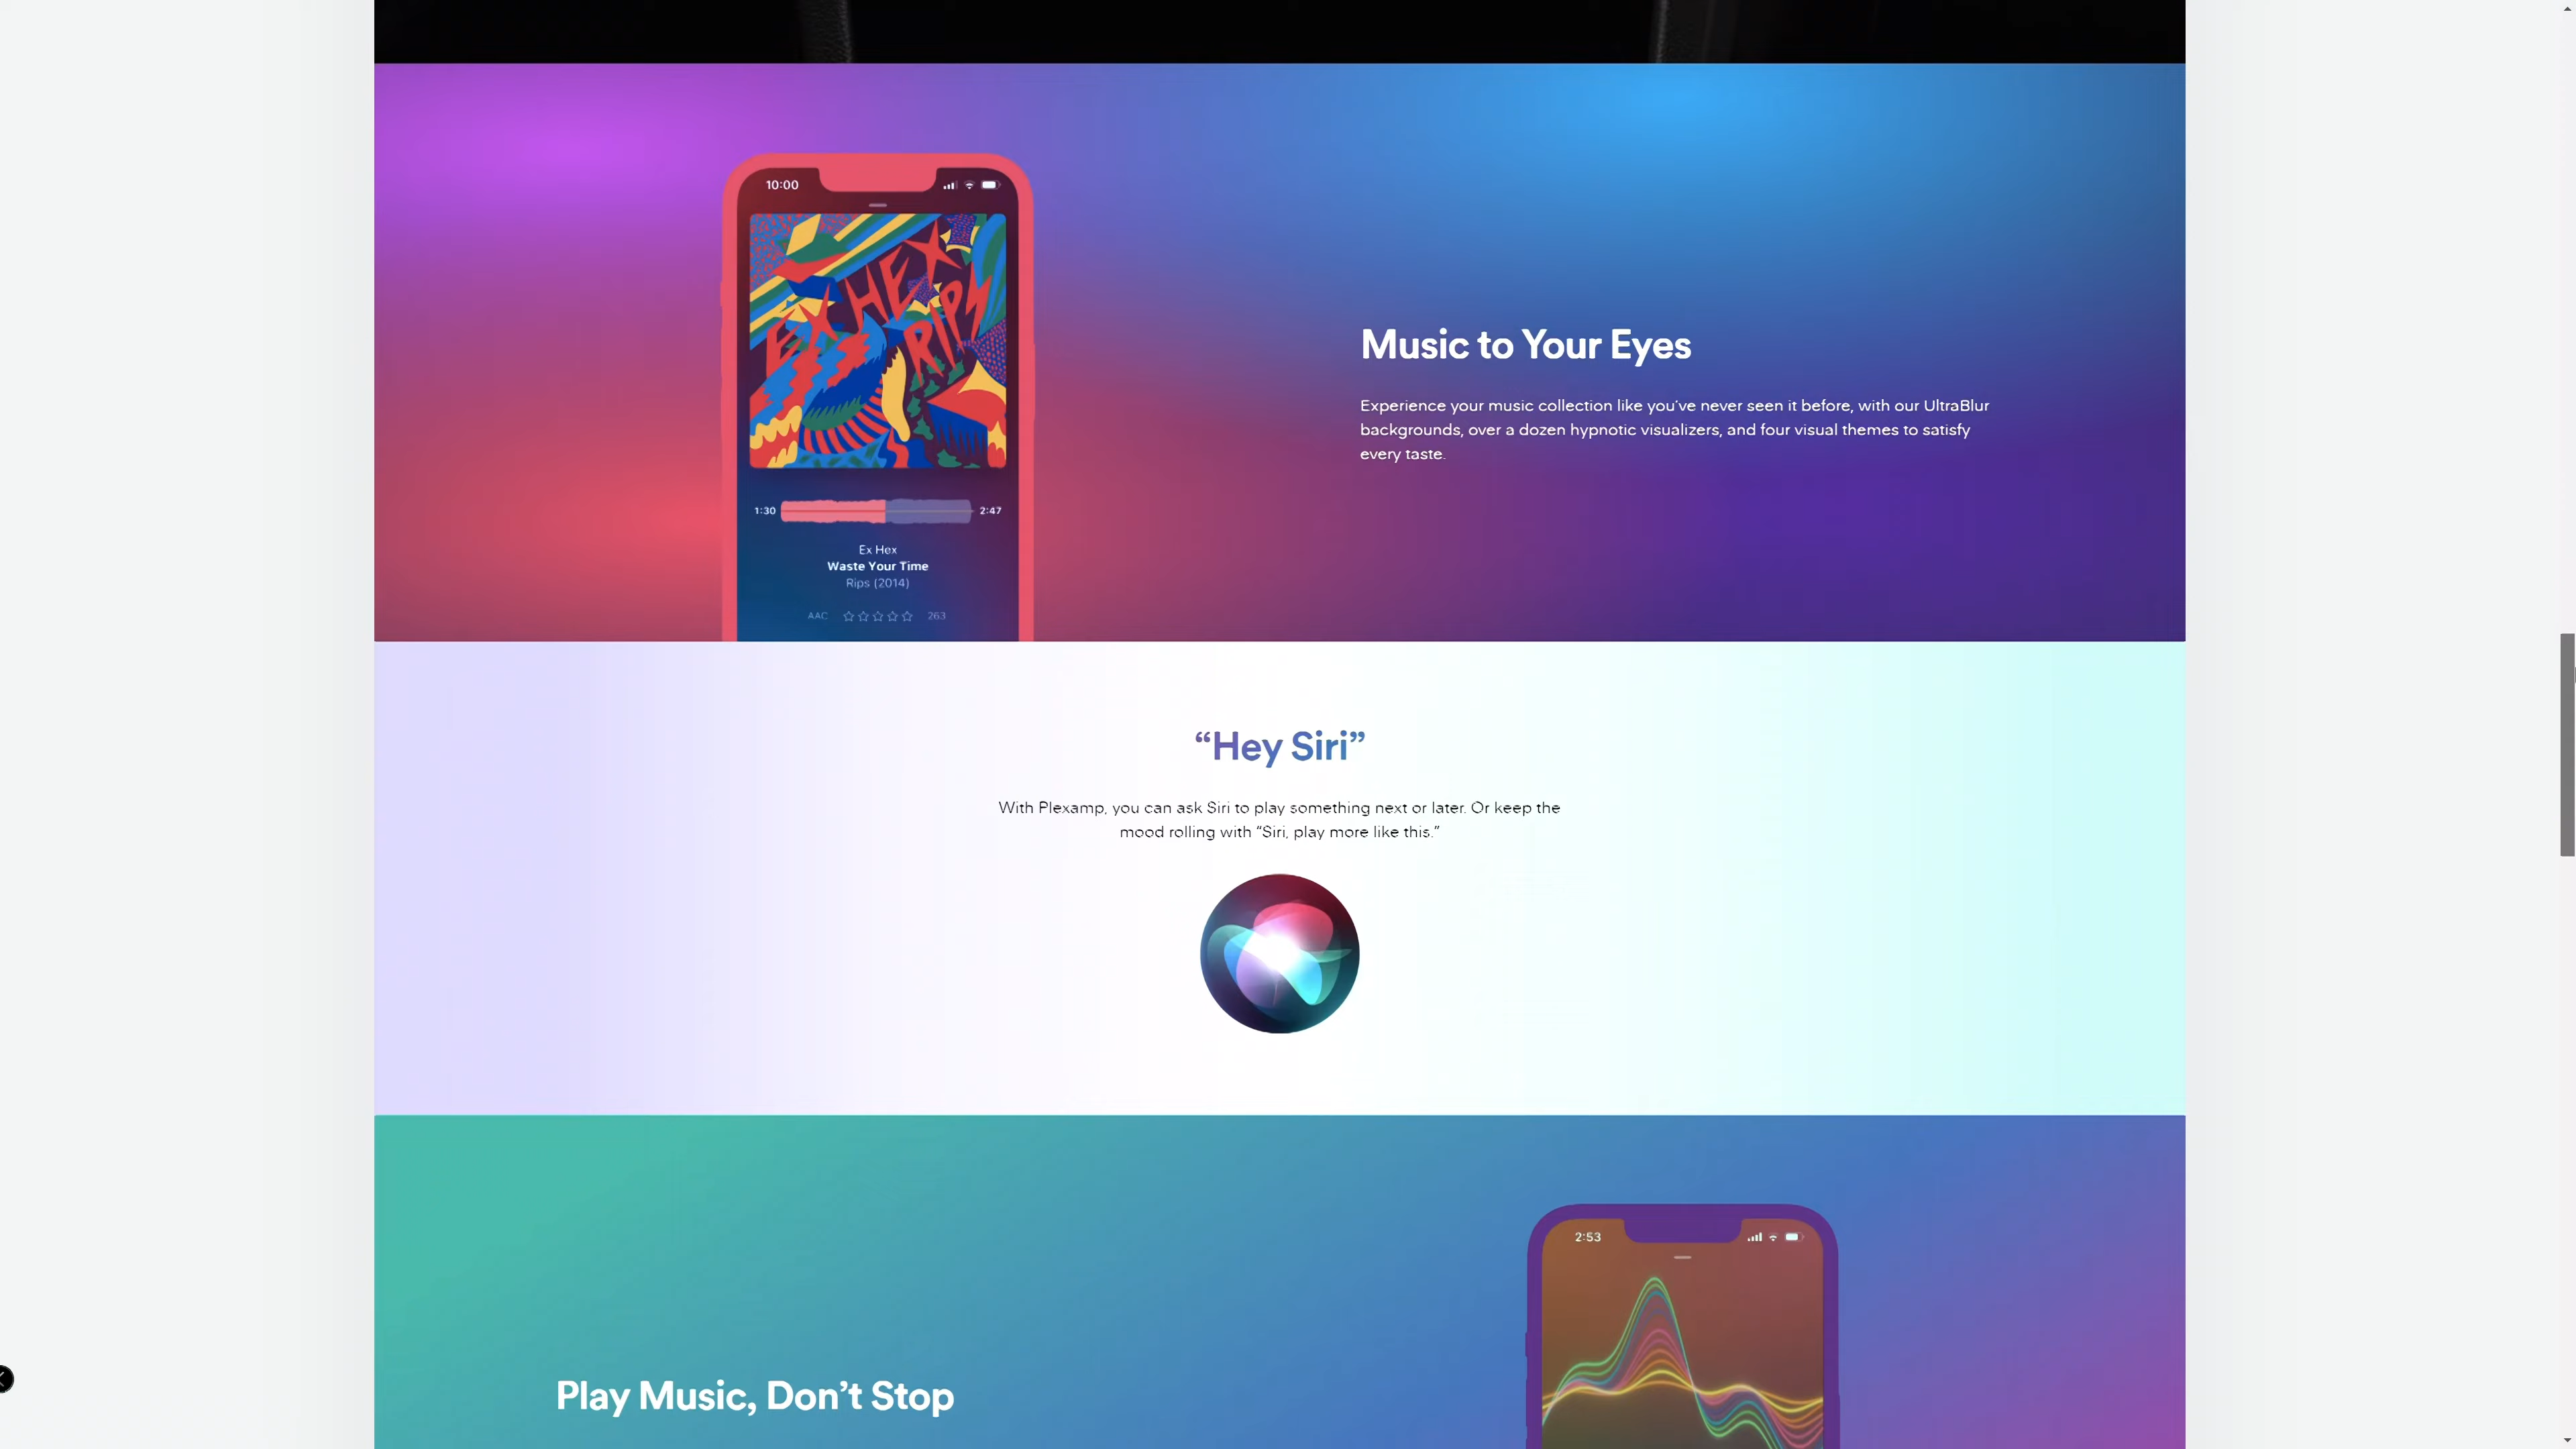 10:00
EX HEX
RIPS
1:30
2:47
Ex Hex
Waste Your Time
Rips (2014)
AAC
263
Music to Your Eyes
Experience your music collection like you’ve never seen it before, with our UltraBlur
backgrounds, over a dozen hypnotic visualizers, and four visual themes to satisfy
every taste.
“Hey Siri”
With Plexamp, you can ask Siri to play something next or later. Or keep the
mood rolling with “Siri, play more like this.”
Play Music, Don’t Stop
2:53